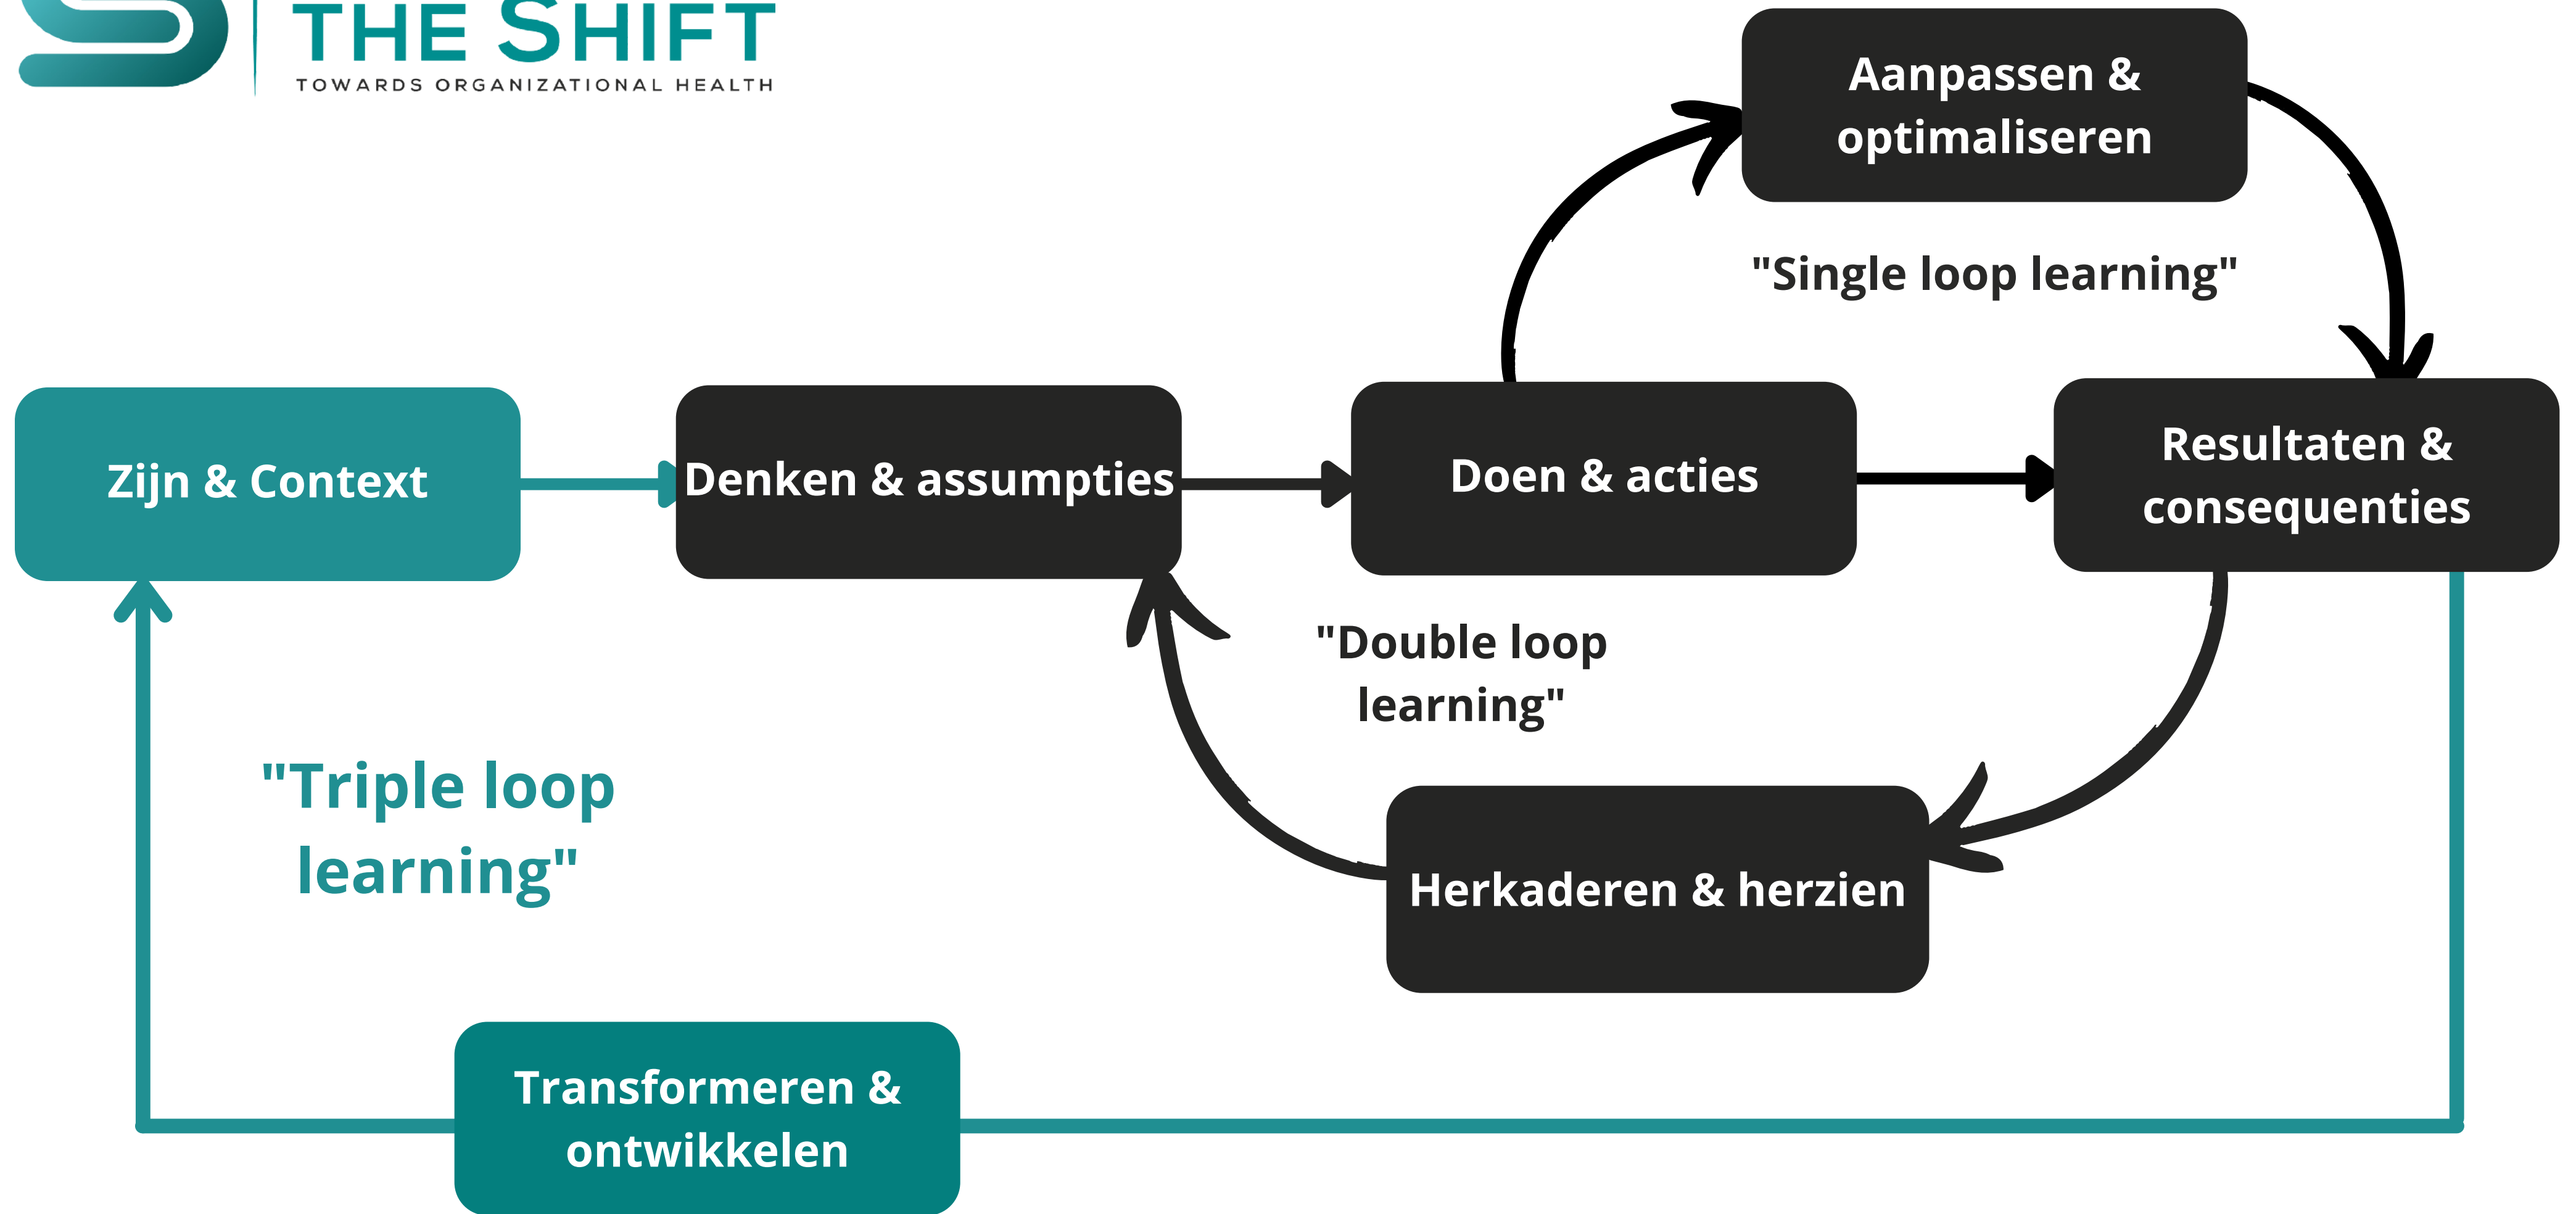 THE SHIFT
TOWARDS ORGANIZATIONAL HEALTH
Aanpassen &
optimaliseren
"Single loop learning"
Zijn & Context
Denken & assumpties
Doen & acties
Resultaten &
consequenties
"Double loop
learning"
"Triple loop
learning"
Herkaderen & herzien
Transformeren &
ontwikkelen